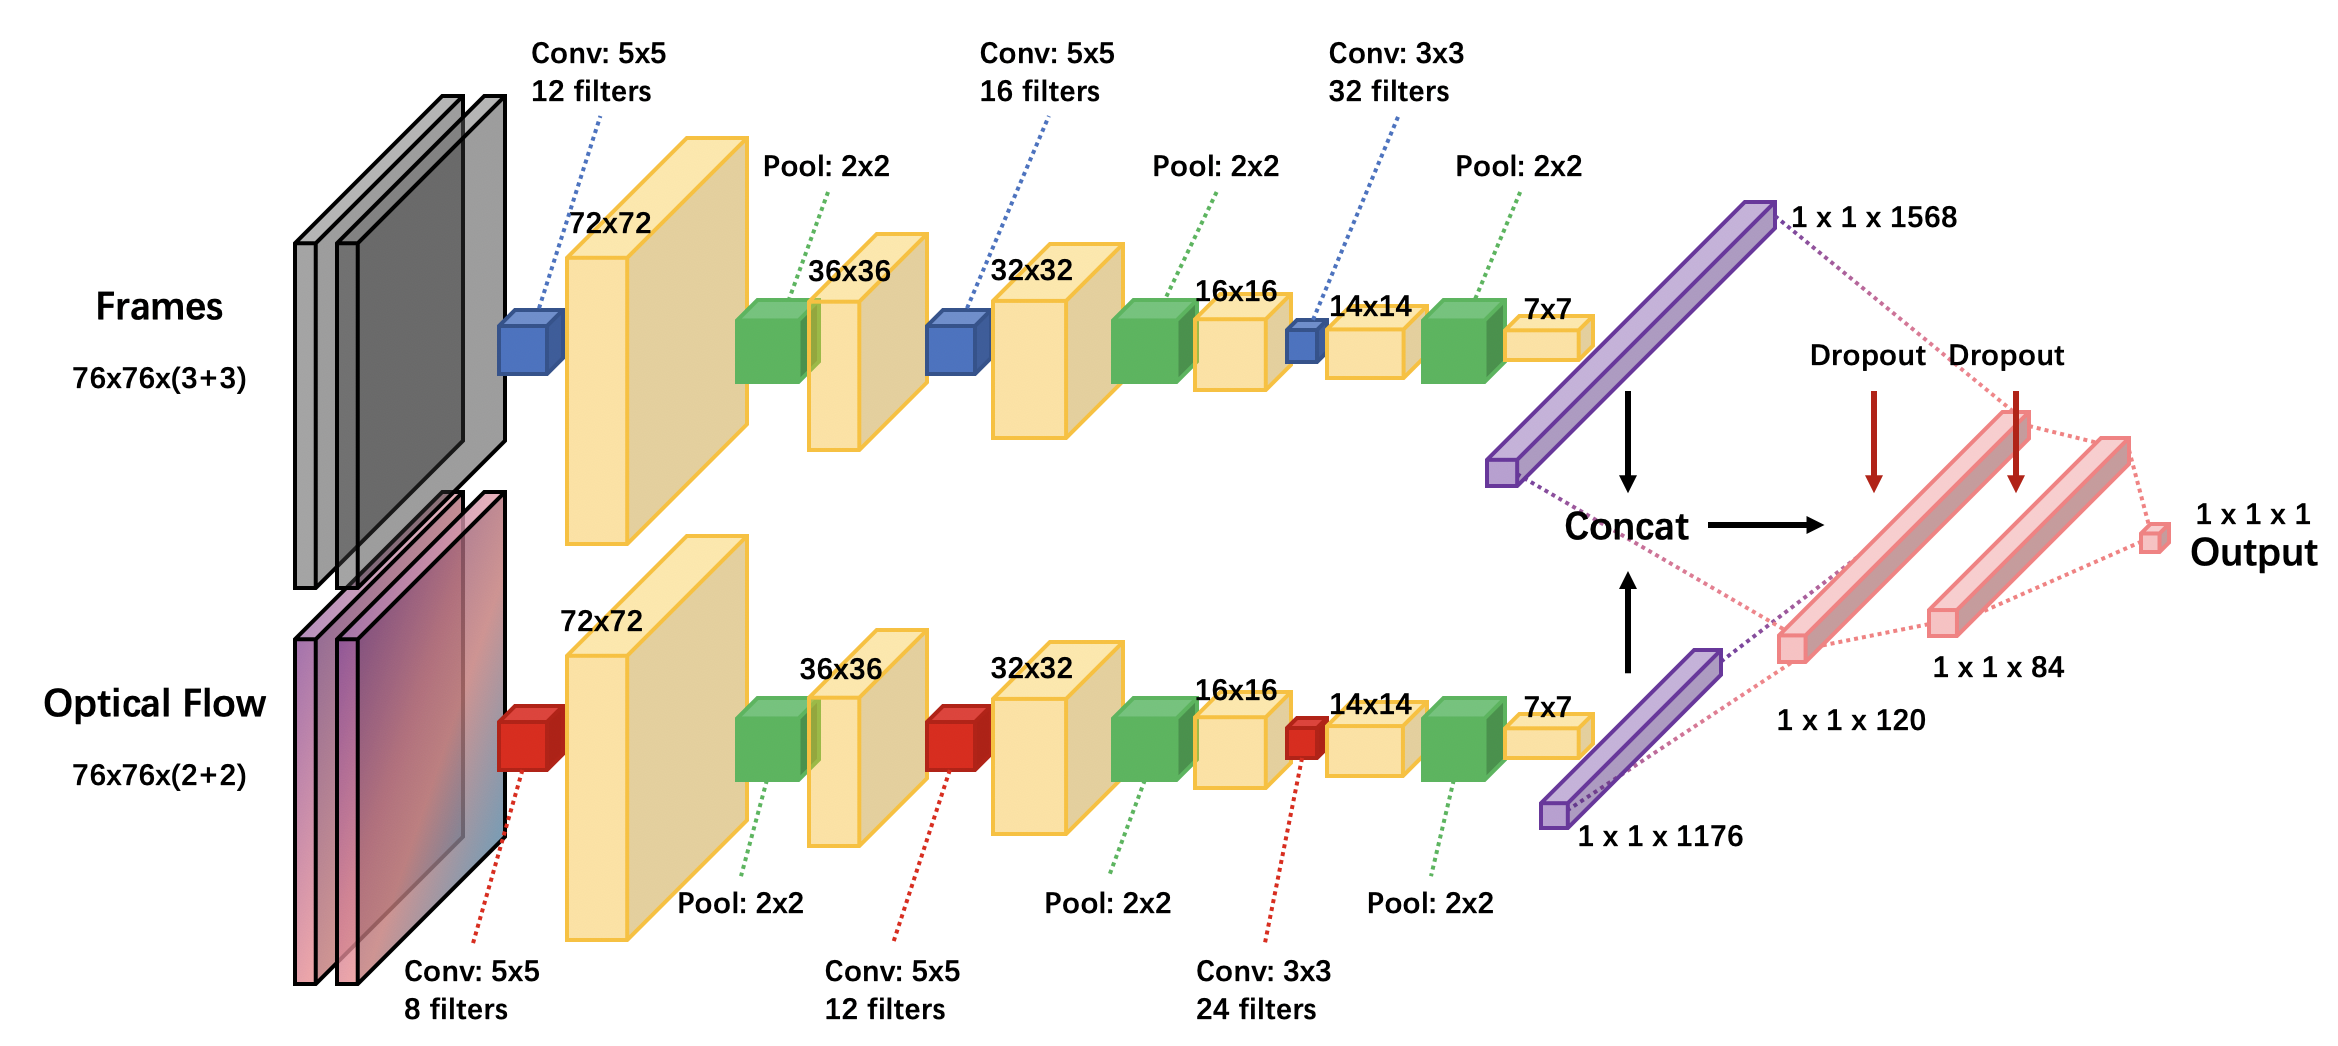 Conv: 5x5
12 filters
Conv: 5x5
16 filters
Conv: 3x3
32 filters
Pool: 2x2
Pool: 2x2
Pool: 2x2
72x72
36x36
32x32
16x16
14x14
7x7
1 x 1 x 1568
Frames
76x76x(3+3)
Dropout
Dropout
Concat
1 x 1 x 1
Output
72x72
36x36
32x32
16x16
14x14
7x7
1 x 1 x 84
Optical Flow
76x76x(2+2)
1 x 1 x 120
1 x 1 x 1176
Pool: 2x2
Pool: 2x2
Pool: 2x2
Conv: 5x5
8 filters
Conv: 5x5
12 filters
Conv: 3x3
24 filters